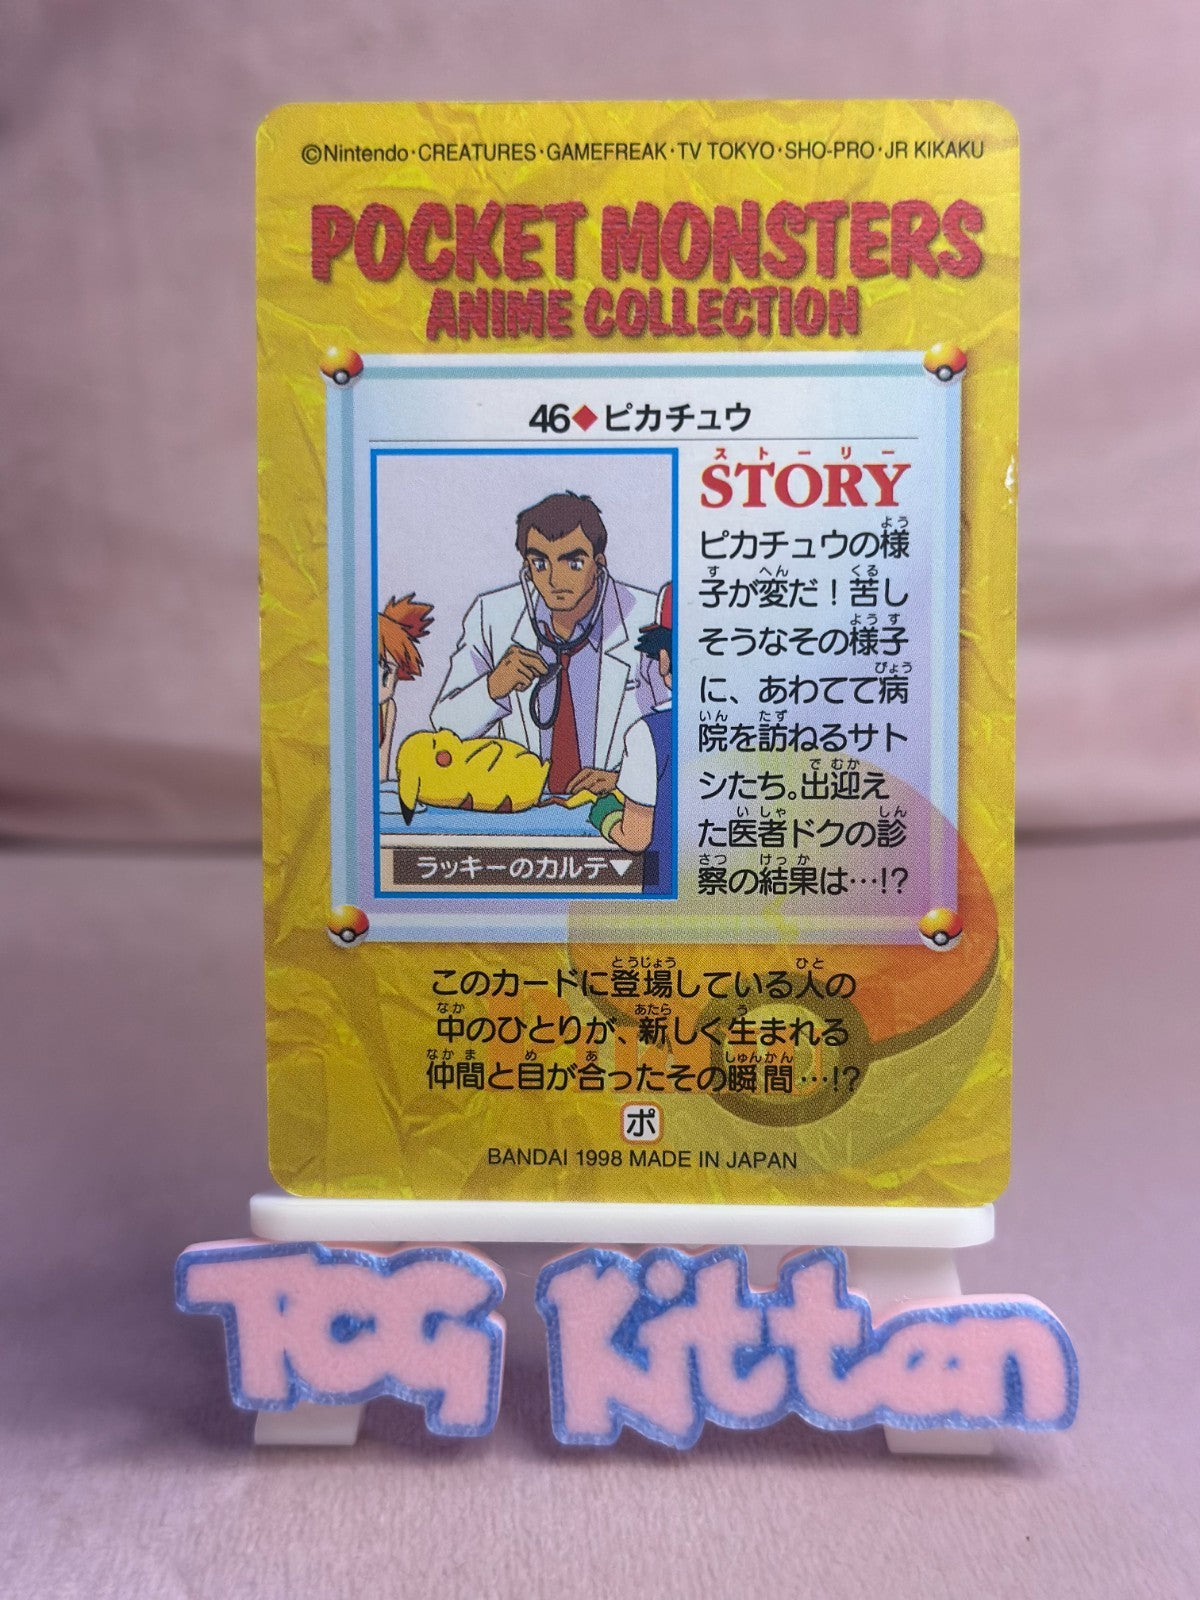 ©Nintendo･CREATURES･GAMEFREAK･TV TOKYO･SHO-PRO･JR KIKAKU
POCKET MONSTERS
ANIME COLLECTION
46◆ピカチュウ
ストーリー
STORY
ピカチュウの様
子が変だ！苦し
そうなその様子
に、あわてて病
院を訪ねるサト
シたち。出迎え
た医者ドクの診
察の結果は…!?
ラッキーのカルテ▼
このカードに登場している人の
中のひとりが、新しく生まれる
仲間と目が合ったその瞬間…!?
ポ
BANDAI 1998 MADE IN JAPAN
TCG Kitten